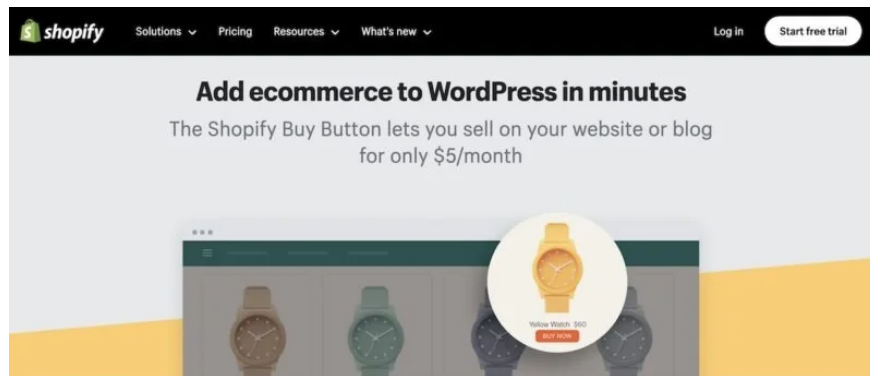 shopify Solutions Pricing Resources What's new Log in Start free trial
Add ecommerce to WordPress in minutes
The Shopify Buy Button lets you sell on your website or blog
for only $5/month
Yellow Watch $60
BUY NOW